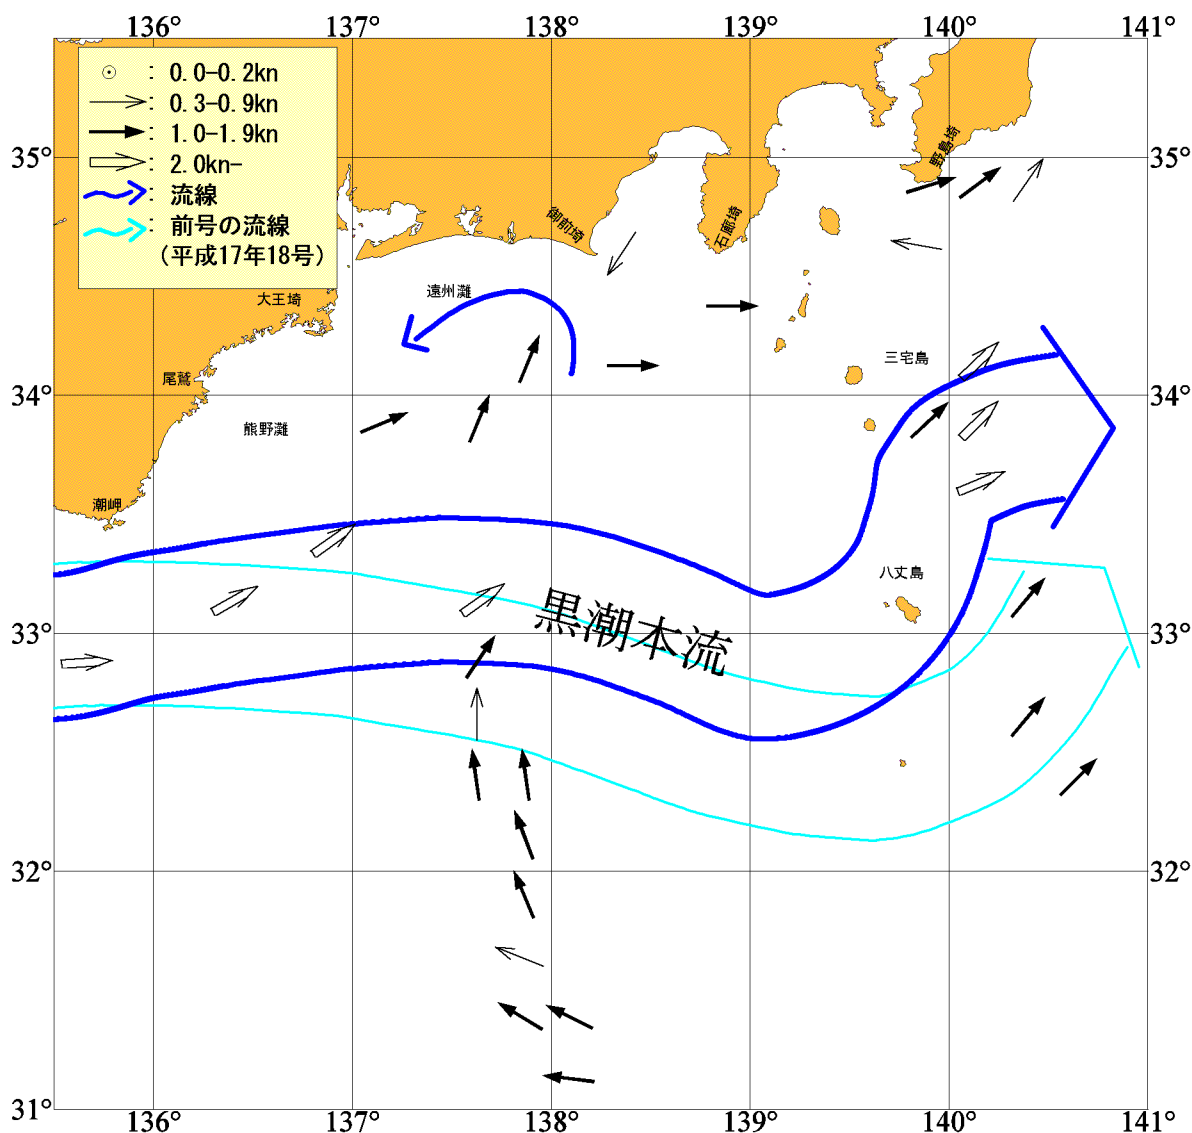 136° 137° 138° 139° 140° 141°
: 0.0-0.2kn
: 0.3-0.9kn
: 1.0-1.9kn
: 2.0kn-
: 流線
: 前号の流線
(平成17年18号)
35° 35°
野島埼
御前埼
石廊埼
大王埼
遠州灘
三宅島
尾鷲
34° 34°
熊野灘
潮岬
八丈島
黒潮本流
33° 33°
32° 32°
31° 31°
136° 137° 138° 139° 140° 141°